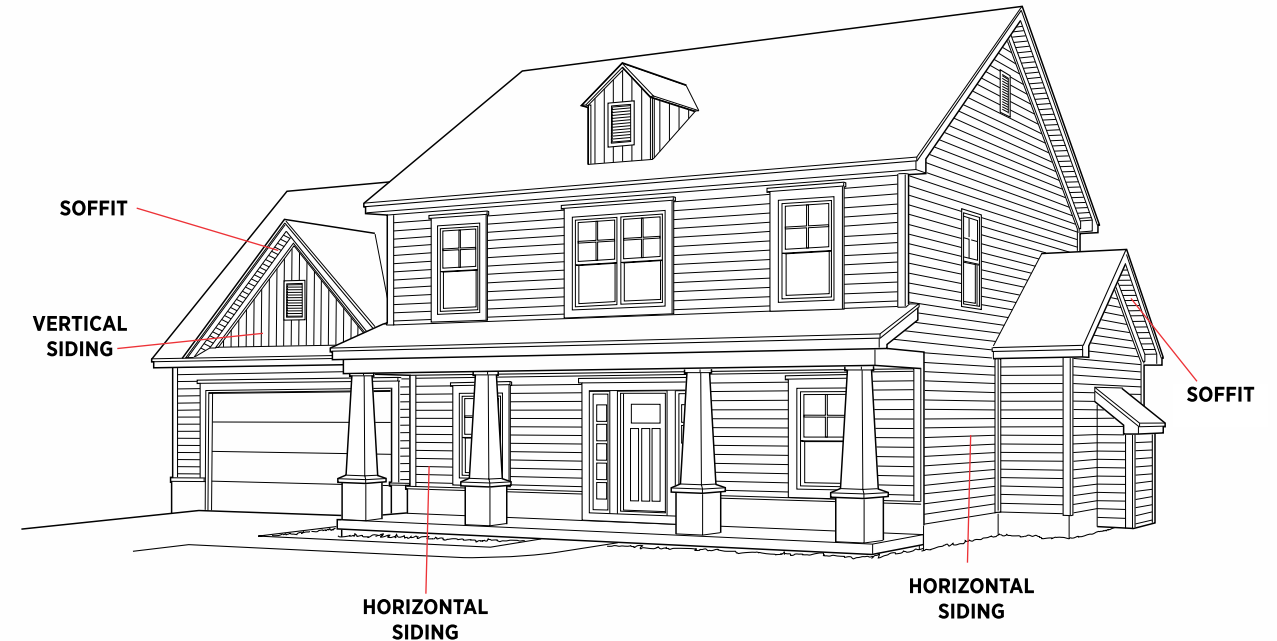 SOFFIT
VERTICAL
SIDING
SOFFIT
HORIZONTAL
SIDING
HORIZONTAL
SIDING